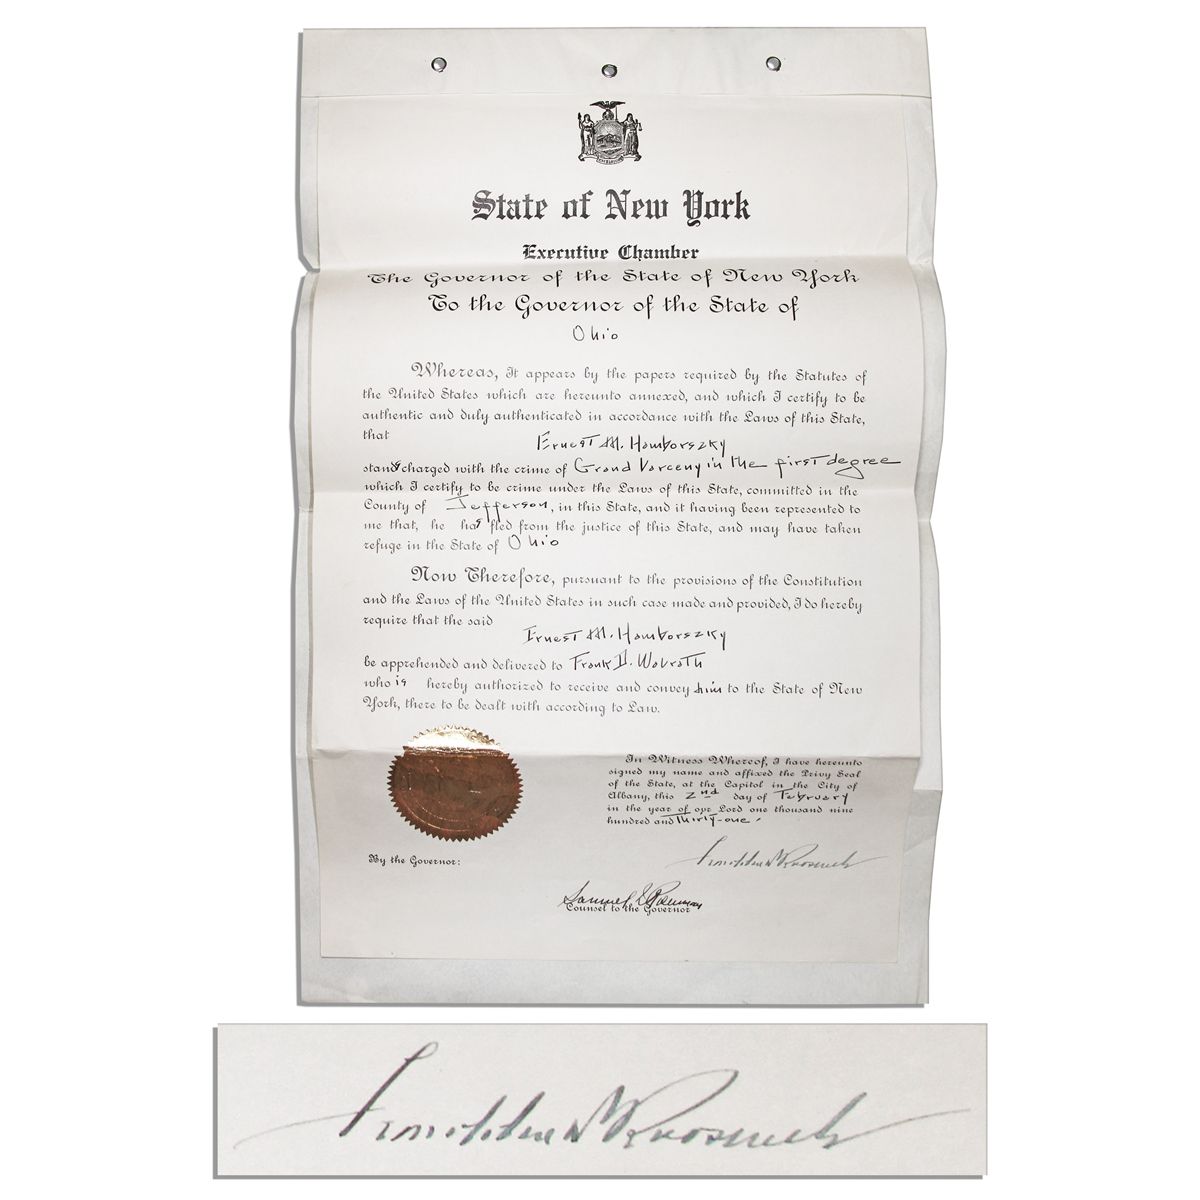 State of New York
Executive Chamber
The Governor of the State of New York
To the Governor of the State of
Ohio
Whereas, It appears by the papers required by the Statutes of
the United States which are hereunto annexed, and which I certify to be
authentic and duly authenticated in accordance with the Laws of this State,
that Ernest M. Hamborszky
stands charged with the crime of Grand Larceny in the first degree
which I certify to be crime under the Laws of this State, committed in the
County of Jefferson, in this State, and it having been represented to
me that, he has fled from the justice of this State, and may have taken
refuge in the State of Ohio
Now Therefore, pursuant to the provisions of the Constitution
and the Laws of the United States in such case made and provided, I do hereby
require that the said
Ernest M. Hamborszky
be apprehended and delivered to Frank D. Walrath
who is hereby authorized to receive and convey him to the State of New
York, there to be dealt with according to Law.
In Witness Whereof, I have hereunto
signed my name and affixed the Privy Seal
of the State, at the Capitol in the City of
Albany, this 2nd day of February
in the year of our Lord one thousand nine
hundred and Thirty-one.
Franklin D Roosevelt
By the Governor:
Samuel I Rosenman
Counsel to the Governor
Franklin D Roosevelt